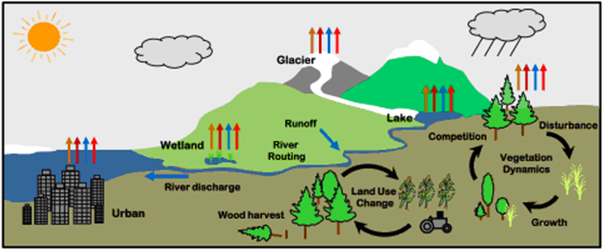 Glacier
Lake
Competition
Disturbance
Runoff
Wetland
River
Routing
Vegetation
Dynamics
River discharge
Land Use
Change
Urban
Wood harvest
Growth